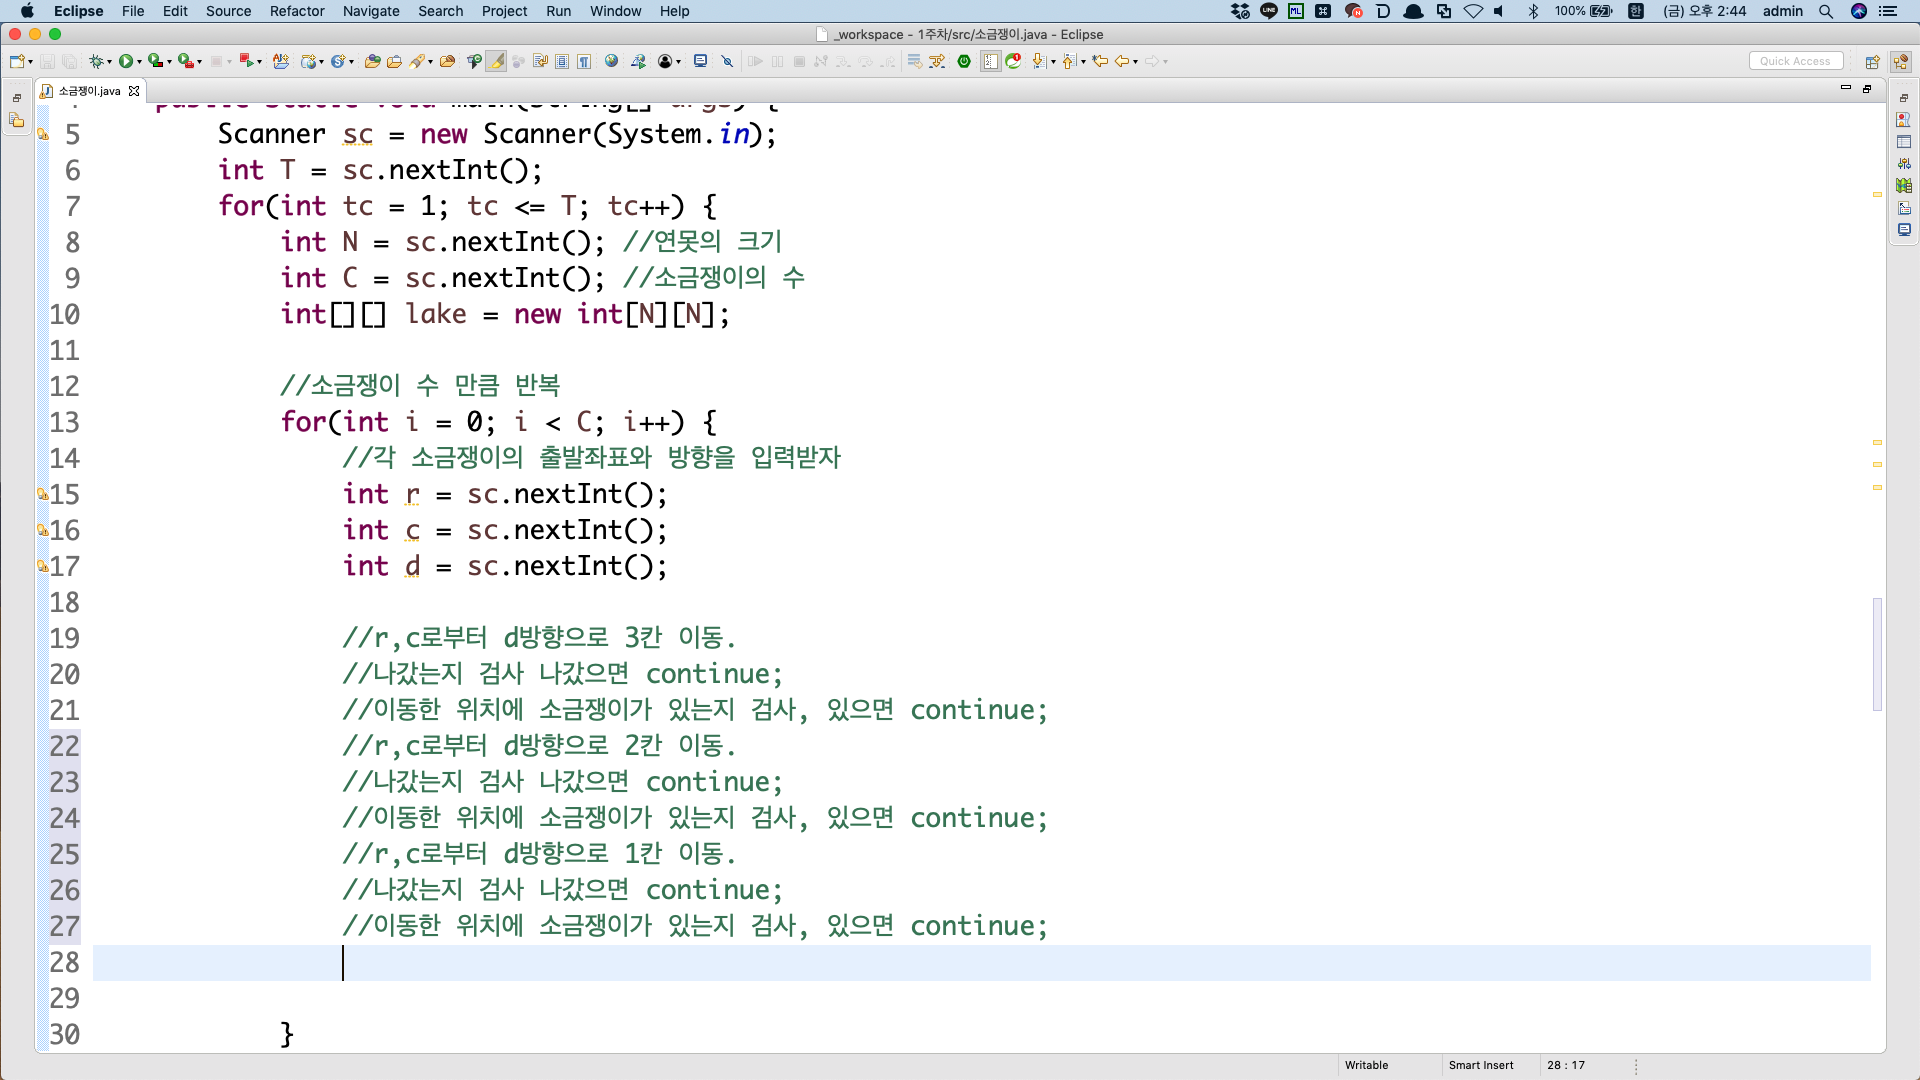 Eclipse File Edit Source Refactor Navigate Search Project Run Window Help 100% 한 (금) 오후 2:44 admin
_workspace - 1주차/src/소금쟁이.java - Eclipse
Quick Access
소금쟁이.java
public static void main(String[] args) {
5 Scanner sc = new Scanner(System.in);
6 int T = sc.nextInt();
7 for(int tc = 1; tc <= T; tc++) {
8 int N = sc.nextInt(); //연못의 크기
9 int C = sc.nextInt(); //소금쟁이의 수
10 int[][] lake = new int[N][N];
11
12 //소금쟁이 수 만큼 반복
13 for(int i = 0; i < C; i++) {
14 //각 소금쟁이의 출발좌표와 방향을 입력받자
15 int r = sc.nextInt();
16 int c = sc.nextInt();
17 int d = sc.nextInt();
18
19 //r,c로부터 d방향으로 3칸 이동.
20 //나갔는지 검사 나갔으면 continue;
21 //이동한 위치에 소금쟁이가 있는지 검사, 있으면 continue;
22 //r,c로부터 d방향으로 2칸 이동.
23 //나갔는지 검사 나갔으면 continue;
24 //이동한 위치에 소금쟁이가 있는지 검사, 있으면 continue;
25 //r,c로부터 d방향으로 1칸 이동.
26 //나갔는지 검사 나갔으면 continue;
27 //이동한 위치에 소금쟁이가 있는지 검사, 있으면 continue;
28
29
30 }
Writable Smart Insert 28 : 17